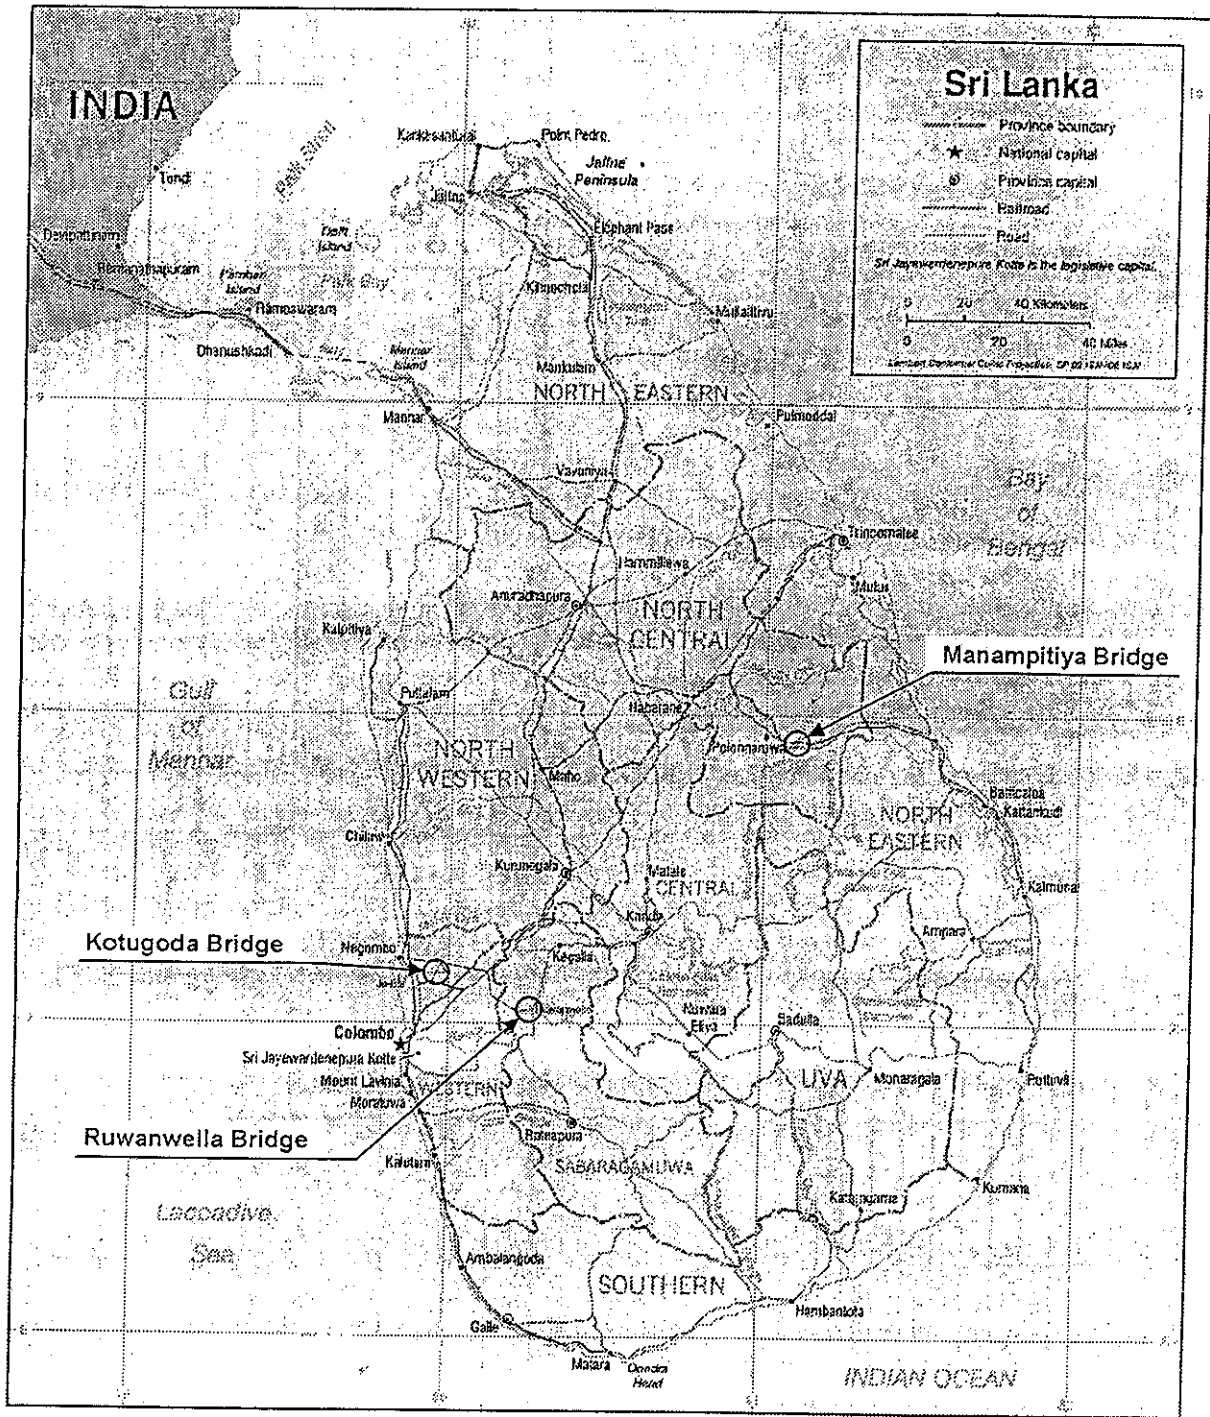 Sri Lanka
Province boundary
National capital
Province capital
Railroad
Road
Sri Jayewardenepura Kotte is the legislative capital.
0 20 40 Kilometers
0 20 40 Miles
INDIA
Palk Strait
Tondi
Devipattinam
Ramanathapuram
Pamban
Island
Rameswaram
Dhanushkodi
Kankesanturai
Point Pedro
Jaffna
Peninsula
Jaffna
Delft
Island
Palk Bay
Elephant Pass
Kilinochchi
Mullaittivu
Mannar
Island
Mankulam
NORTH EASTERN
Mannar
Pulmoddai
Vavuniya
Bay
of
Bengal
Trincomalee
Mutur
Anuradhapura
NORTH
CENTRAL
Kalpitiya
Manampitiya Bridge
Gulf
of
Mannar
Puttalam
Habarane
Polonnaruwa
NORTH
WESTERN
Maho
Batticaloa
Kattankudi
NORTH
EASTERN
Chilaw
Kurunegala
Matale
CENTRAL
Kalmunai
Kandy
Kotugoda Bridge
Negombo
Kegalla
Ampara
Ja-Ela
Nuwara
Eliya
Badulla
Colombo
Sri Jayewardenepura Kotte
Mount Lavinia
WESTERN
Moratuwa
UVA
Monaragala
Pottuvil
Ruwanwella Bridge
Ratnapura
Kalutara
SABARAGAMUWA
Kataragama
Kumana
Laccadive
Sea
Ambalangoda
SOUTHERN
Hambantota
Galle
Matara
Dondra
Head
INDIAN OCEAN